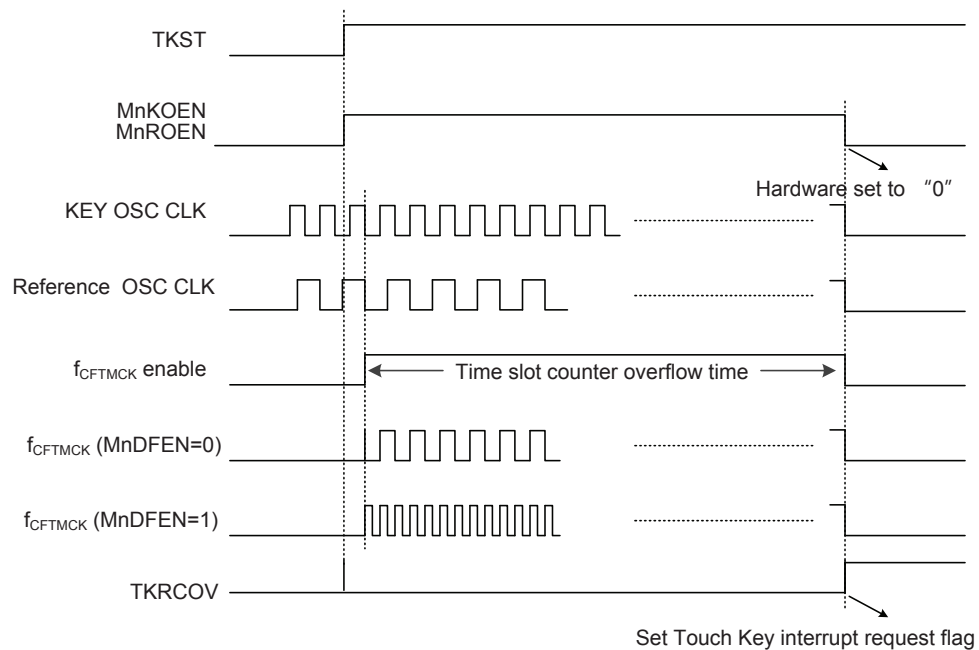 TKST
MnKOEN
MnROEN
Hardware set to “0”
KEY OSC CLK
Reference OSC CLK
fCFTMCK enable
Time slot counter overflow time
fCFTMCK (MnDFEN=0)
fCFTMCK (MnDFEN=1)
TKRCOV
Set Touch Key interrupt request flag